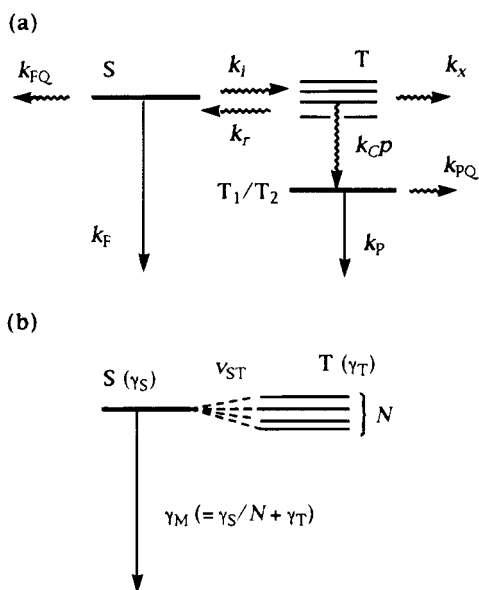 (a)
k_FQ
S
k_i
T
k_x
k_r
k_C p
T_1/T_2
k_PQ
k_F
k_P
(b)
S (γ_S)
v_ST
T (γ_T)
N
γ_M (= γ_S/N + γ_T)